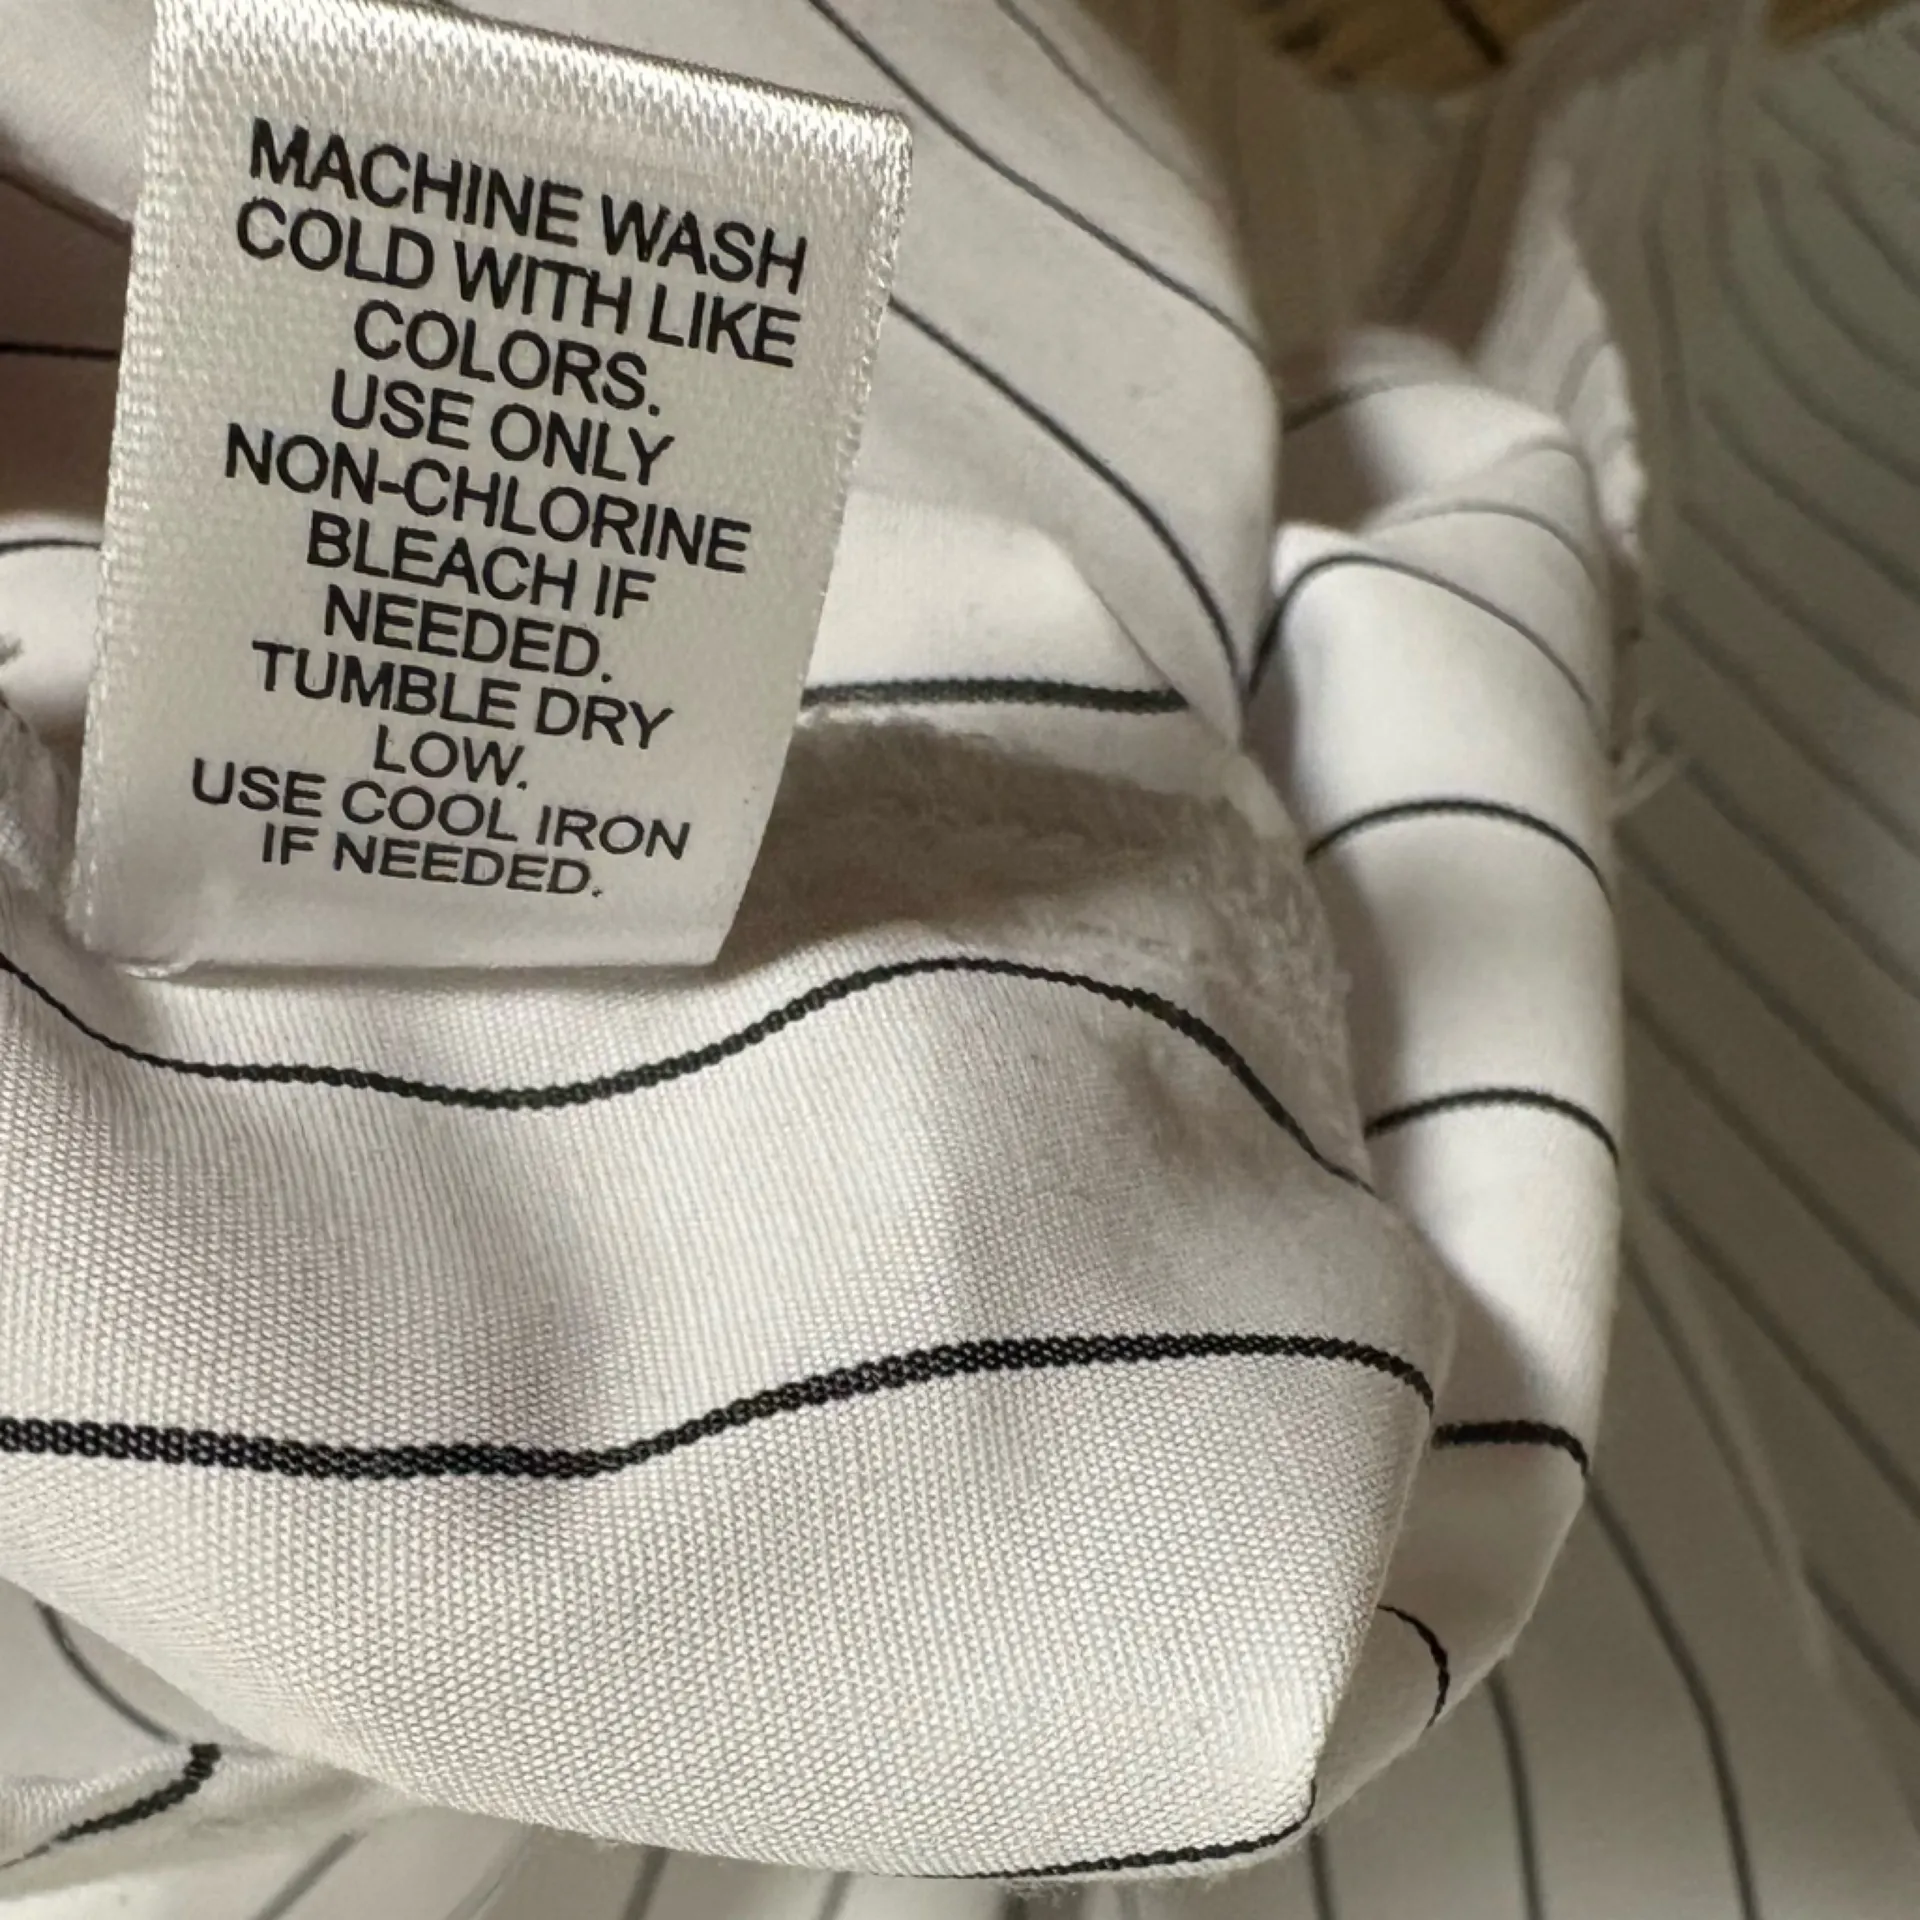 MACHINE WASH
COLD WITH LIKE
COLORS.
USE ONLY
NON-CHLORINE
BLEACH IF
NEEDED.
TUMBLE DRY
LOW.
USE COOL IRON
IF NEEDED.